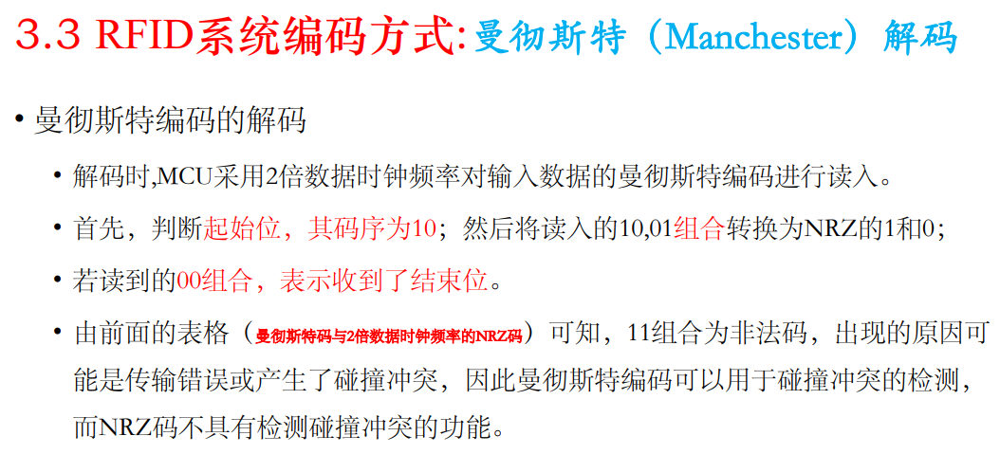 3.3 RFID系统编码方式:曼彻斯特（Manchester）解码
• 曼彻斯特编码的解码
• 解码时,MCU采用2倍数据时钟频率对输入数据的曼彻斯特编码进行读入。
• 首先，判断起始位，其码序为10；然后将读入的10,01组合转换为NRZ的1和0；
• 若读到的00组合，表示收到了结束位。
• 由前面的表格（曼彻斯特码与2倍数据时钟频率的NRZ码）可知，11组合为非法码，出现的原因可
能是传输错误或产生了碰撞冲突，因此曼彻斯特编码可以用于碰撞冲突的检测，
而NRZ码不具有检测碰撞冲突的功能。